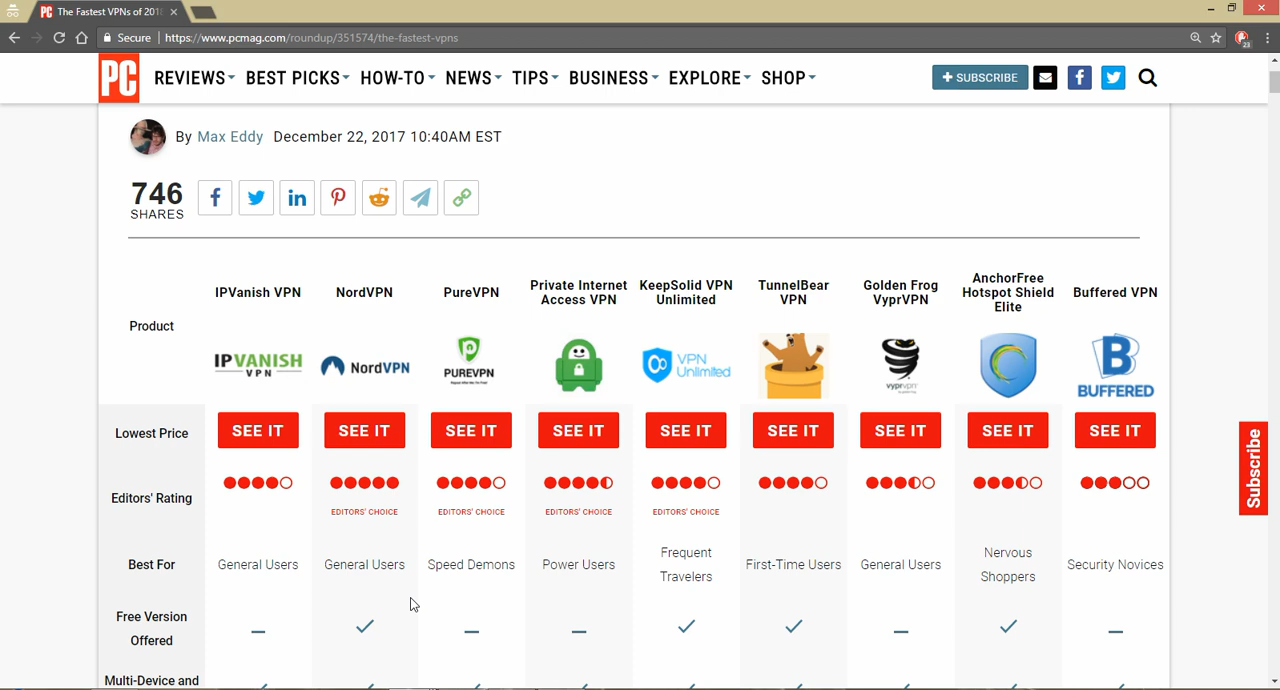 The Fastest VPNs of 201
Secure https://www.pcmag.com/roundup/351574/the-fastest-vpns
23
PC REVIEWS BEST PICKS HOW-TO NEWS TIPS BUSINESS EXPLORE SHOP + SUBSCRIBE
By Max Eddy December 22, 2017 10:40AM EST
746
SHARES
Product
IPVanish VPN
NordVPN
PureVPN
Private Internet
Access VPN
KeepSolid VPN
Unlimited
TunnelBear
VPN
Golden Frog
VyprVPN
AnchorFree
Hotspot Shield
Elite
Buffered VPN
IPVANISH
VPN
NordVPN
PUREVPN
VPN
Unlimited
vyprvpn
BUFFERED
Lowest Price SEE IT SEE IT SEE IT SEE IT SEE IT SEE IT SEE IT SEE IT SEE IT
Editors' Rating
EDITORS' CHOICE EDITORS' CHOICE EDITORS' CHOICE EDITORS' CHOICE
Best For General Users General Users Speed Demons Power Users
Frequent
Travelers
First-Time Users General Users
Nervous
Shoppers
Security Novices
Free Version
Offered
Multi-Device and
Subscribe